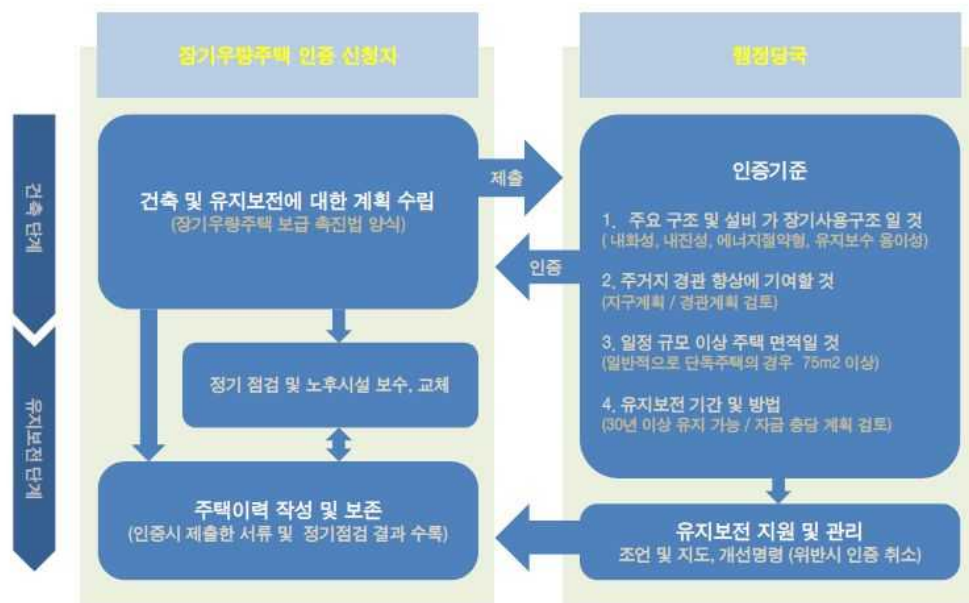 장기우량주택 인증 신청자
행정당국
건축 단계
유지보전 단계
건축 및 유지보전에 대한 계획 수립
(장기우량주택 보급 촉진법 양식)
제출
인증
정기 점검 및 노후시설 보수, 교체
주택이력 작성 및 보존
(인증시 제출한 서류 및 정기점검 결과 수록)
인증기준
1, 주요 구조 및 설비 가 장기사용구조 일 것
( 내화성, 내진성, 에너지절약형, 유지보수 용이성)
2, 주거지 경관 향상에 기여할 것
(지구계획 / 경관계획 검토)
3, 일정 규모 이상 주택 면적일 것
(일반적으로 단독주택의 경우 75m2 이상)
4, 유지보전 기간 및 방법
(30년 이상 유지 가능 / 자금 충당 계획 검토)
유지보전 지원 및 관리
조언 및 지도, 개선명령 (위반시 인증 취소)